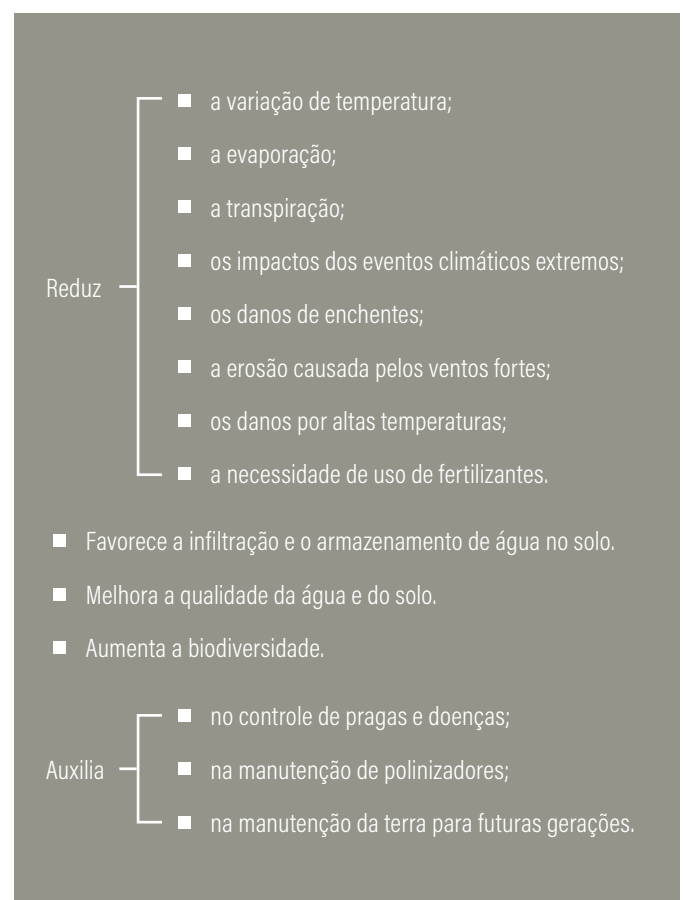 Reduz
a variação de temperatura;
a evaporação;
a transpiração;
os impactos dos eventos climáticos extremos;
os danos de enchentes;
a erosão causada pelos ventos fortes;
os danos por altas temperaturas;
a necessidade de uso de fertilizantes.
Favorece a infiltração e o armazenamento de água no solo.
Melhora a qualidade da água e do solo.
Aumenta a biodiversidade.
Auxilia
no controle de pragas e doenças;
na manutenção de polinizadores;
na manutenção da terra para futuras gerações.